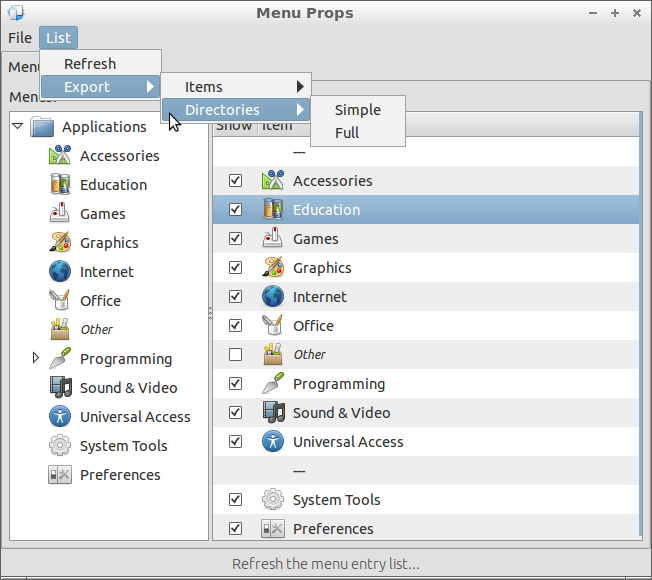 Menu Props
File List
Refresh
Export
Items
Directories
Simple
Full
Menu
Menu
Show Item
Applications
Accessories
Education
Games
Graphics
Internet
Office
Other
Programming
Sound & Video
Universal Access
System Tools
Preferences
---
Accessories
Education
Games
Graphics
Internet
Office
Other
Programming
Sound & Video
Universal Access
---
System Tools
Preferences
Refresh the menu entry list...